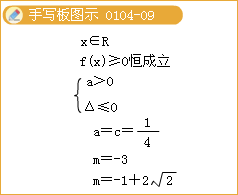 手写板图示 0104-09
x∈R
f(x)≥0恒成立
a>0
Δ≤0
a=c=1/4
m=-3
m=-1+2√2